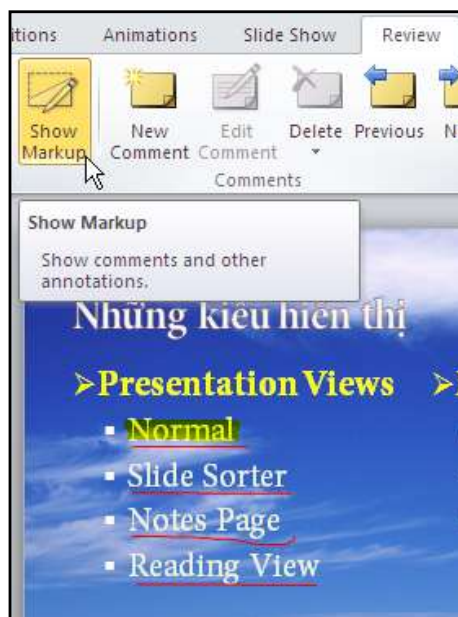 itions Animations Slide Show Review
Show Markup
New Comment
Edit Comment
Delete
Previous
N
Comments
Show Markup
Show comments and other
annotations.
Những kiểu hiển thị
➢Presentation Views ➢
▪ Normal
▪ Slide Sorter
▪ Notes Page
▪ Reading View